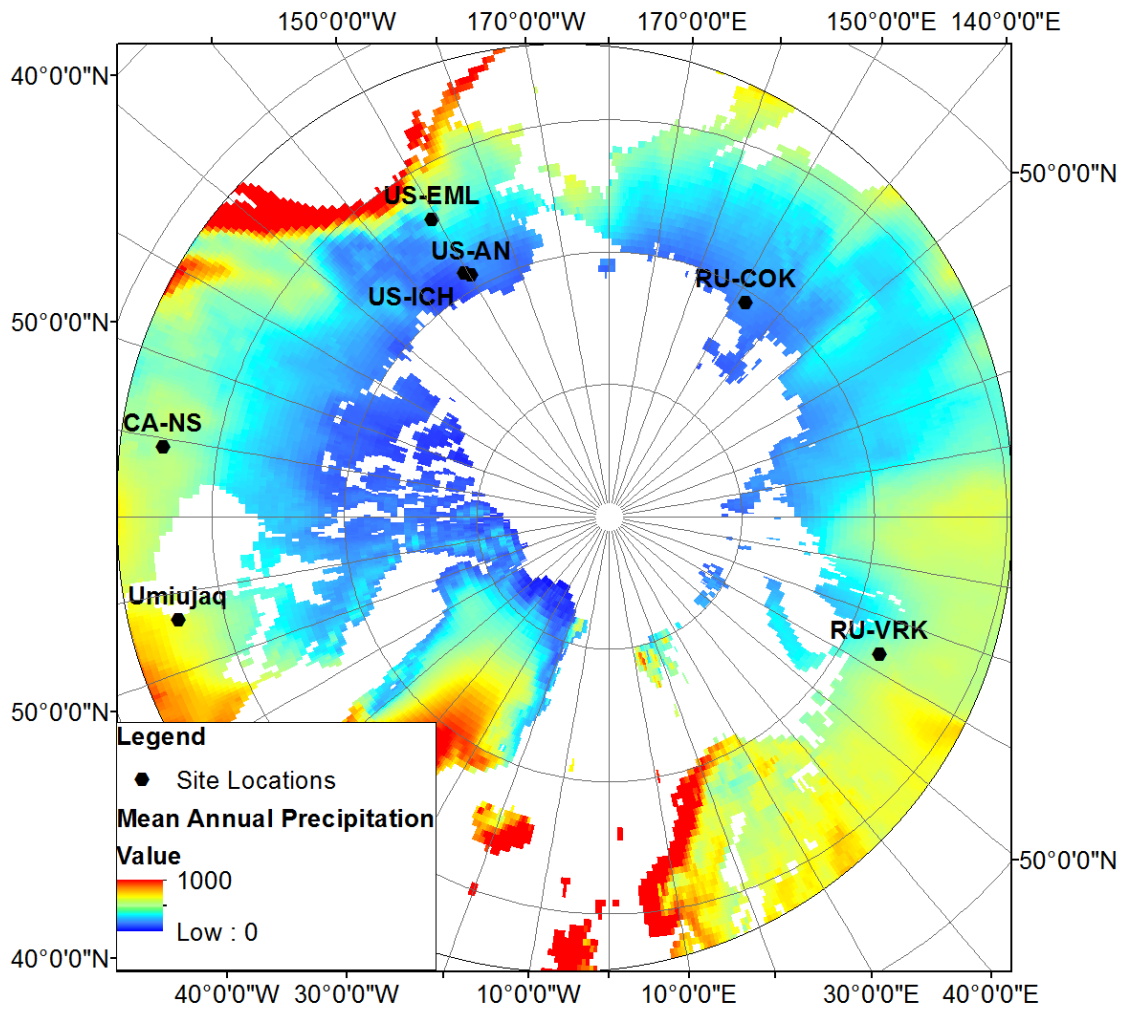 150°0'0"W 170°0'0"W 170°0'0"E 150°0'0"E 140°0'0"E
40°0'0"N
50°0'0"N
US-EML
US-AN
RU-COK
US-ICH
50°0'0"N
CA-NS
Umiujaq
RU-VRK
50°0'0"N
Legend
Site Locations
Mean Annual Precipitation
Value
1000
50°0'0"N
Low : 0
40°0'0"N
40°0'0"W 30°0'0"W 10°0'0"W 10°0'0"E 30°0'0"E 40°0'0"E